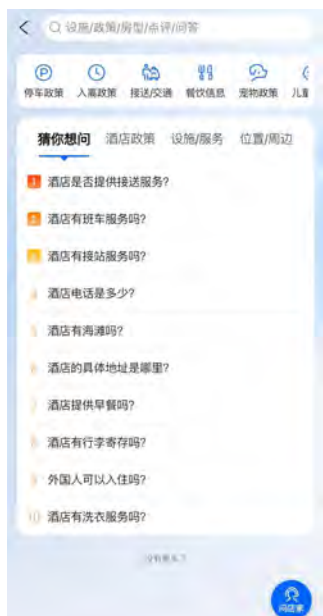 设施/政策/房型/点评/问答
停车政策 入离政策 接送/交通 餐饮信息 宠物政策 儿童
猜你想问 酒店政策 设施/服务 位置/周边
1 酒店是否提供接送服务?
2 酒店有班车服务吗?
3 酒店有接站服务吗?
4 酒店电话是多少?
5 酒店有海滩吗?
6 酒店的具体地址是哪里?
7 酒店提供早餐吗?
8 酒店有行李寄存吗?
9 外国人可以入住吗?
10 酒店有洗衣服务吗?
没有更多了
问店家